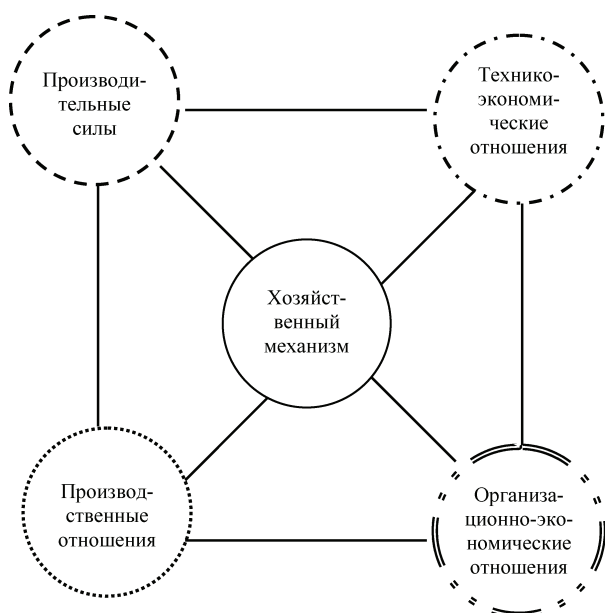 Производи-
тельные
силы
Технико-
экономи-
ческие
отношения
Хозяйст-
венный
механизм
Производ-
ственные
отношения
Организа-
ционно-эко-
номические
отношения